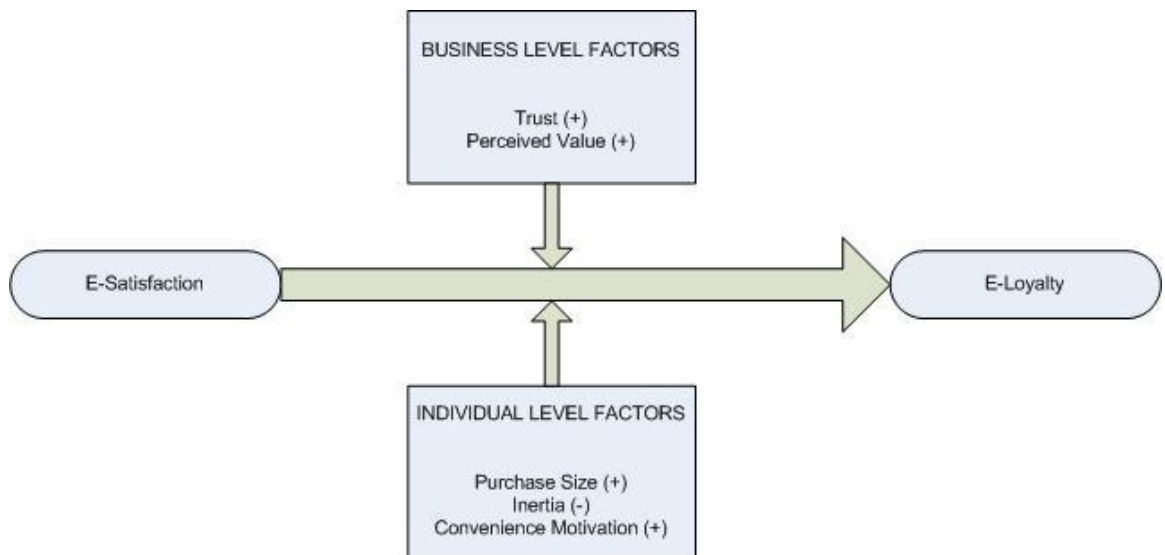 BUSINESS LEVEL FACTORS
Trust (+)
Perceived Value (+)
E-Satisfaction
E-Loyalty
INDIVIDUAL LEVEL FACTORS
Purchase Size (+)
Inertia (-)
Convenience Motivation (+)